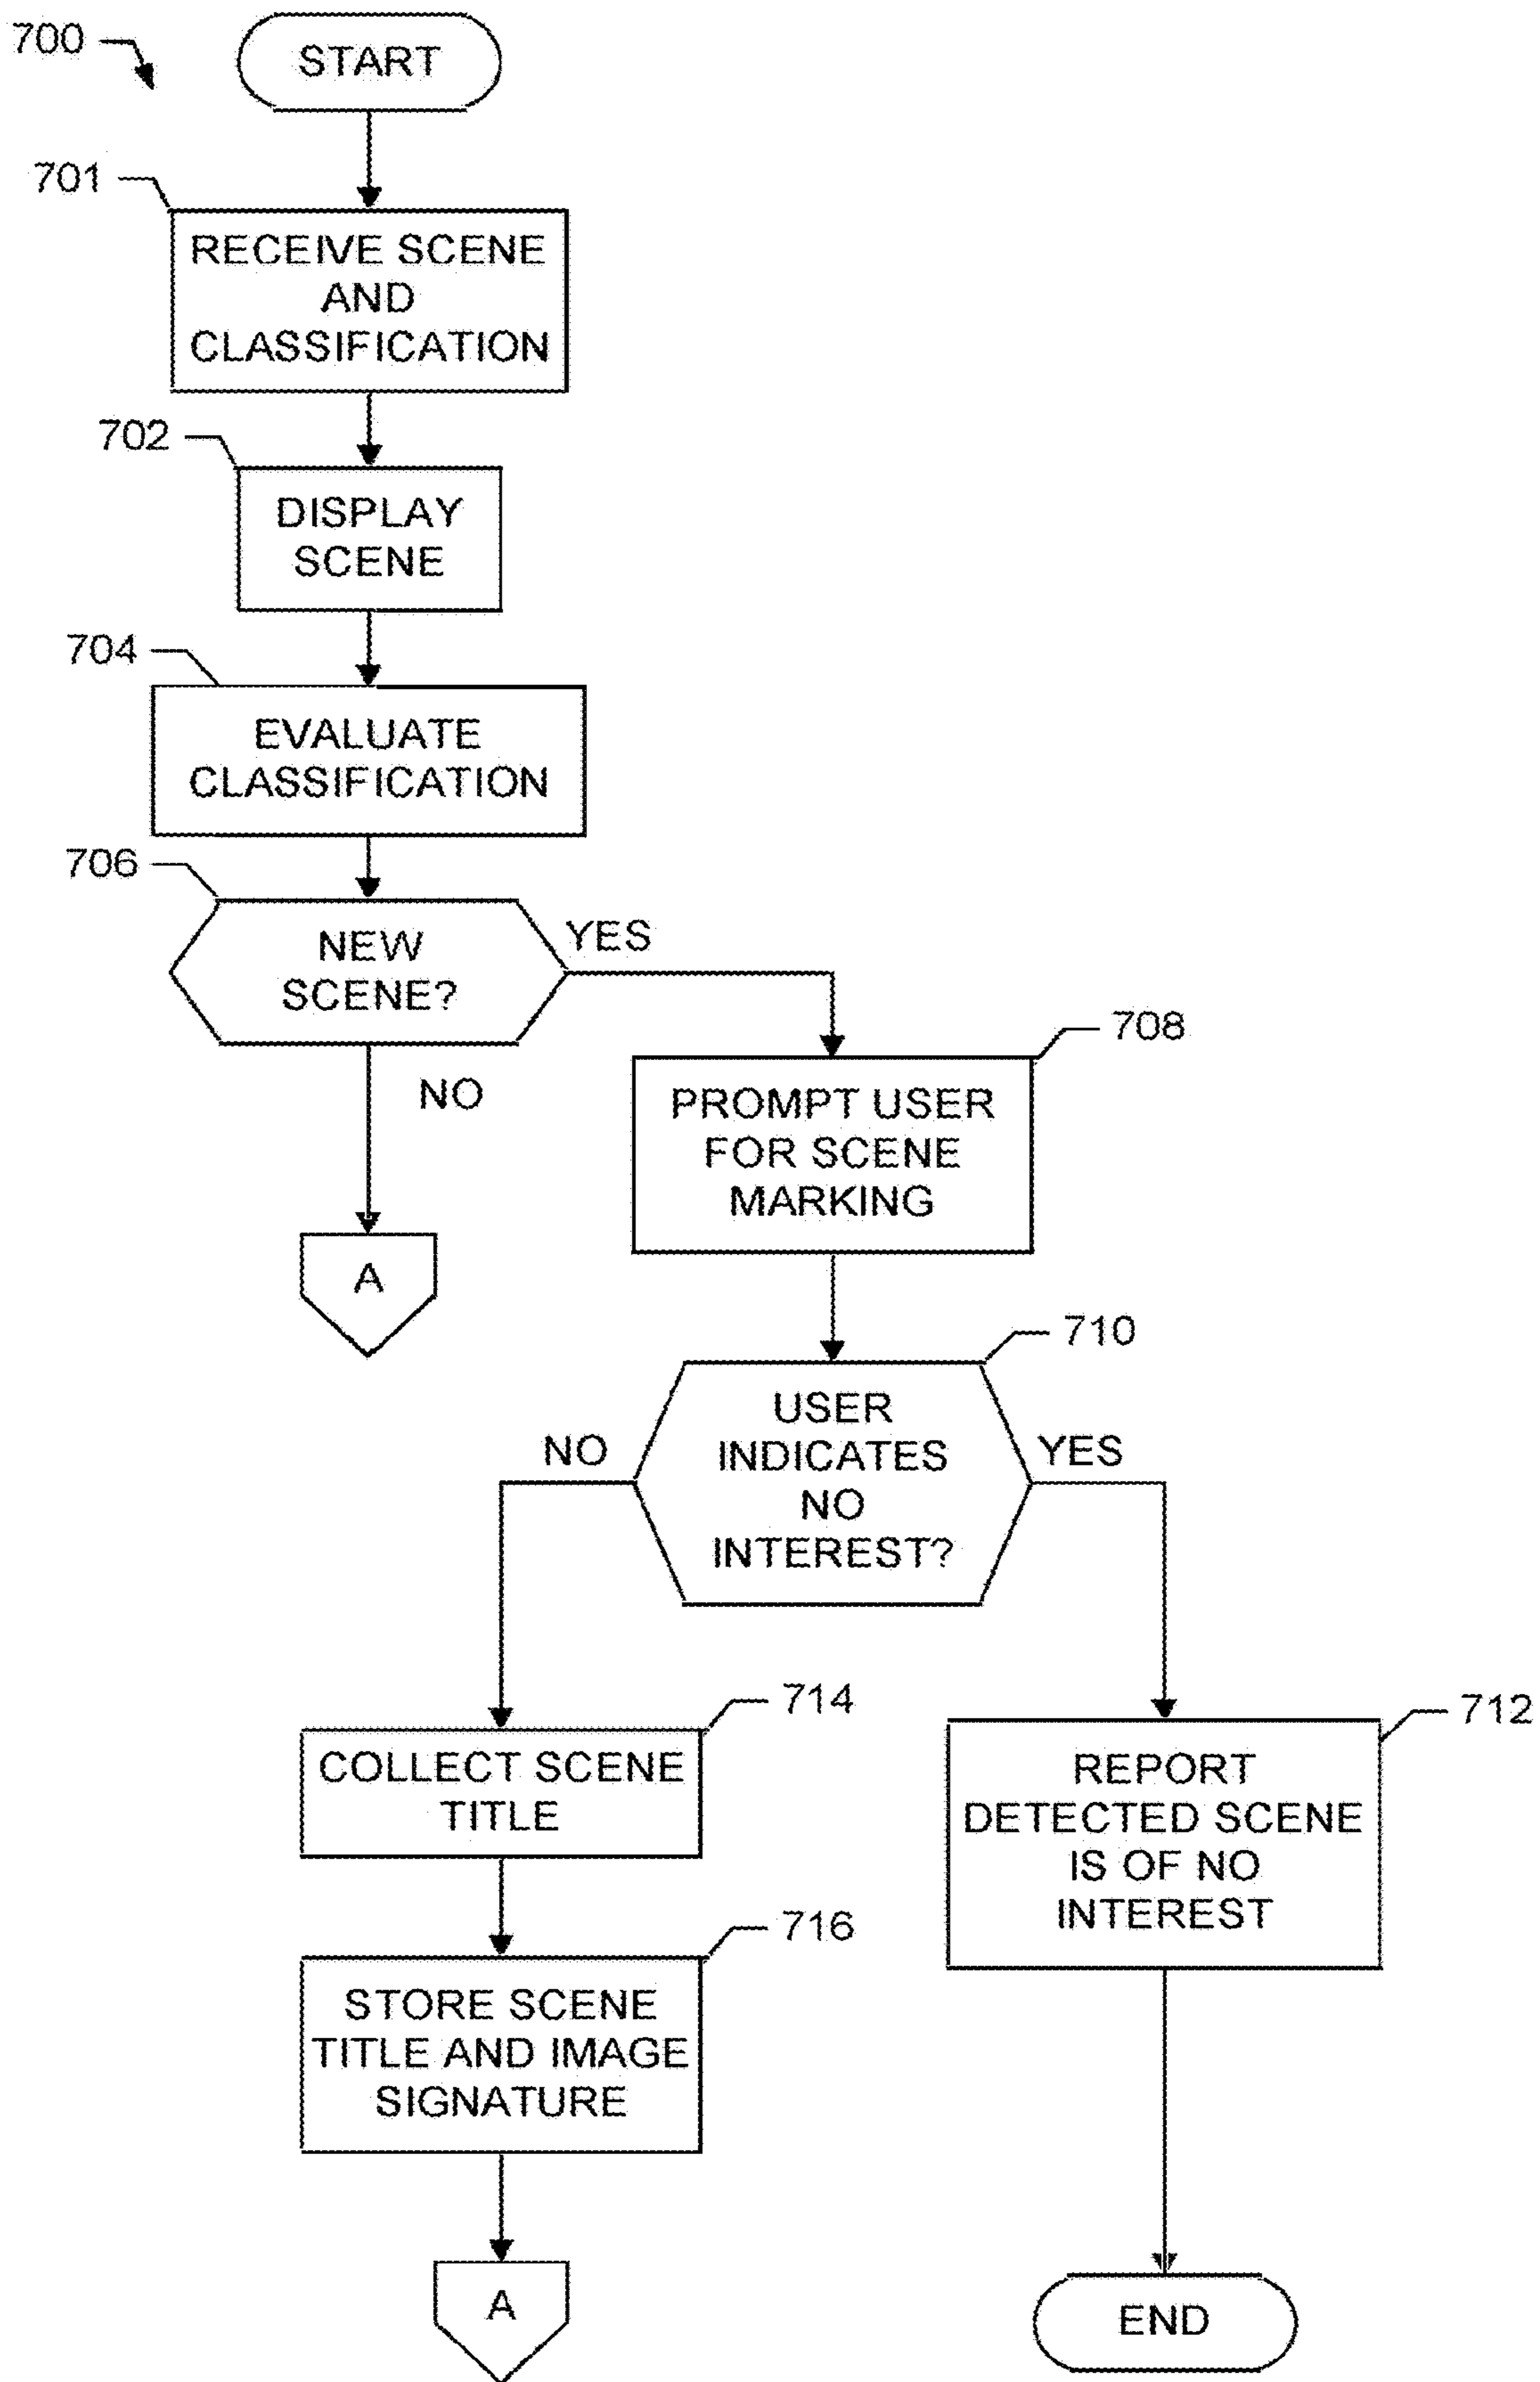 700
START
701
RECEIVE SCENE
AND
CLASSIFICATION
702
DISPLAY
SCENE
704
EVALUATE
CLASSIFICATION
706
NEW
SCENE?
YES
NO
A
708
PROMPT USER
FOR SCENE
MARKING
710
USER
INDICATES
NO
INTEREST?
NO
YES
714
COLLECT SCENE
TITLE
712
REPORT
DETECTED SCENE
IS OF NO
INTEREST
716
STORE SCENE
TITLE AND IMAGE
SIGNATURE
A
END